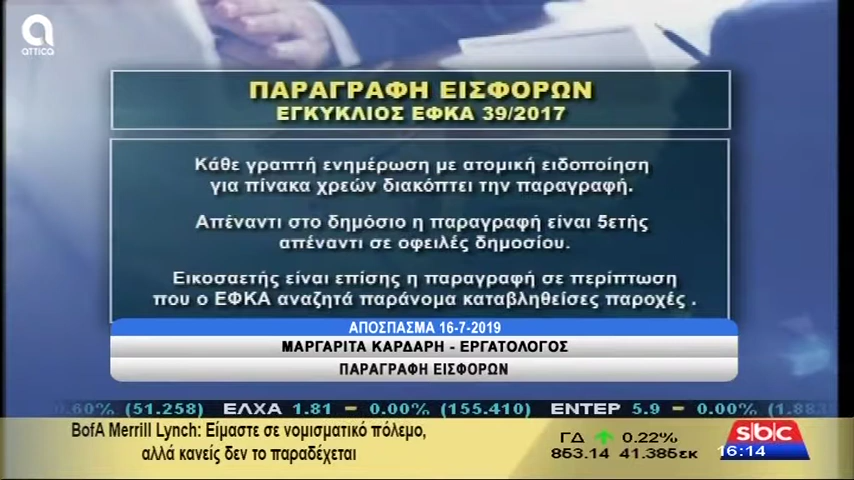 attica
ΠΑΡΑΓΡΑΦΗ ΕΙΣΦΟΡΩΝ
ΕΓΚΥΚΛΙΟΣ ΕΦΚΑ 39/2017
Κάθε γραπτή ενημέρωση με ατομική ειδοποίηση
για πίνακα χρεών διακόπτει την παραγραφή.
Απέναντι στο δημόσιο η παραγραφή είναι 5ετής
απέναντι σε οφειλές δημοσίου.
Εικοσαετής είναι επίσης η παραγραφή σε περίπτωση
που ο ΕΦΚΑ αναζητά παράνομα καταβληθείσες παροχές .
ΑΠΟΣΠΑΣΜΑ 16-7-2019
ΜΑΡΓΑΡΙΤΑ ΚΑΡΔΑΡΗ - ΕΡΓΑΤΟΛΟΓΟΣ
ΠΑΡΑΓΡΑΦΗ ΕΙΣΦΟΡΩΝ
0.60% (51.258) ΕΛΧΑ 1.81 - 0.00% (155.410) ΕΝΤΕΡ 5.9 - 0.00% (1.883
BofA Merrill Lynch: Είμαστε σε νομισματικό πόλεμο,
αλλά κανείς δεν το παραδέχεται
ΓΔ 0.22%
853.14 41.385εκ
sbc
16:14